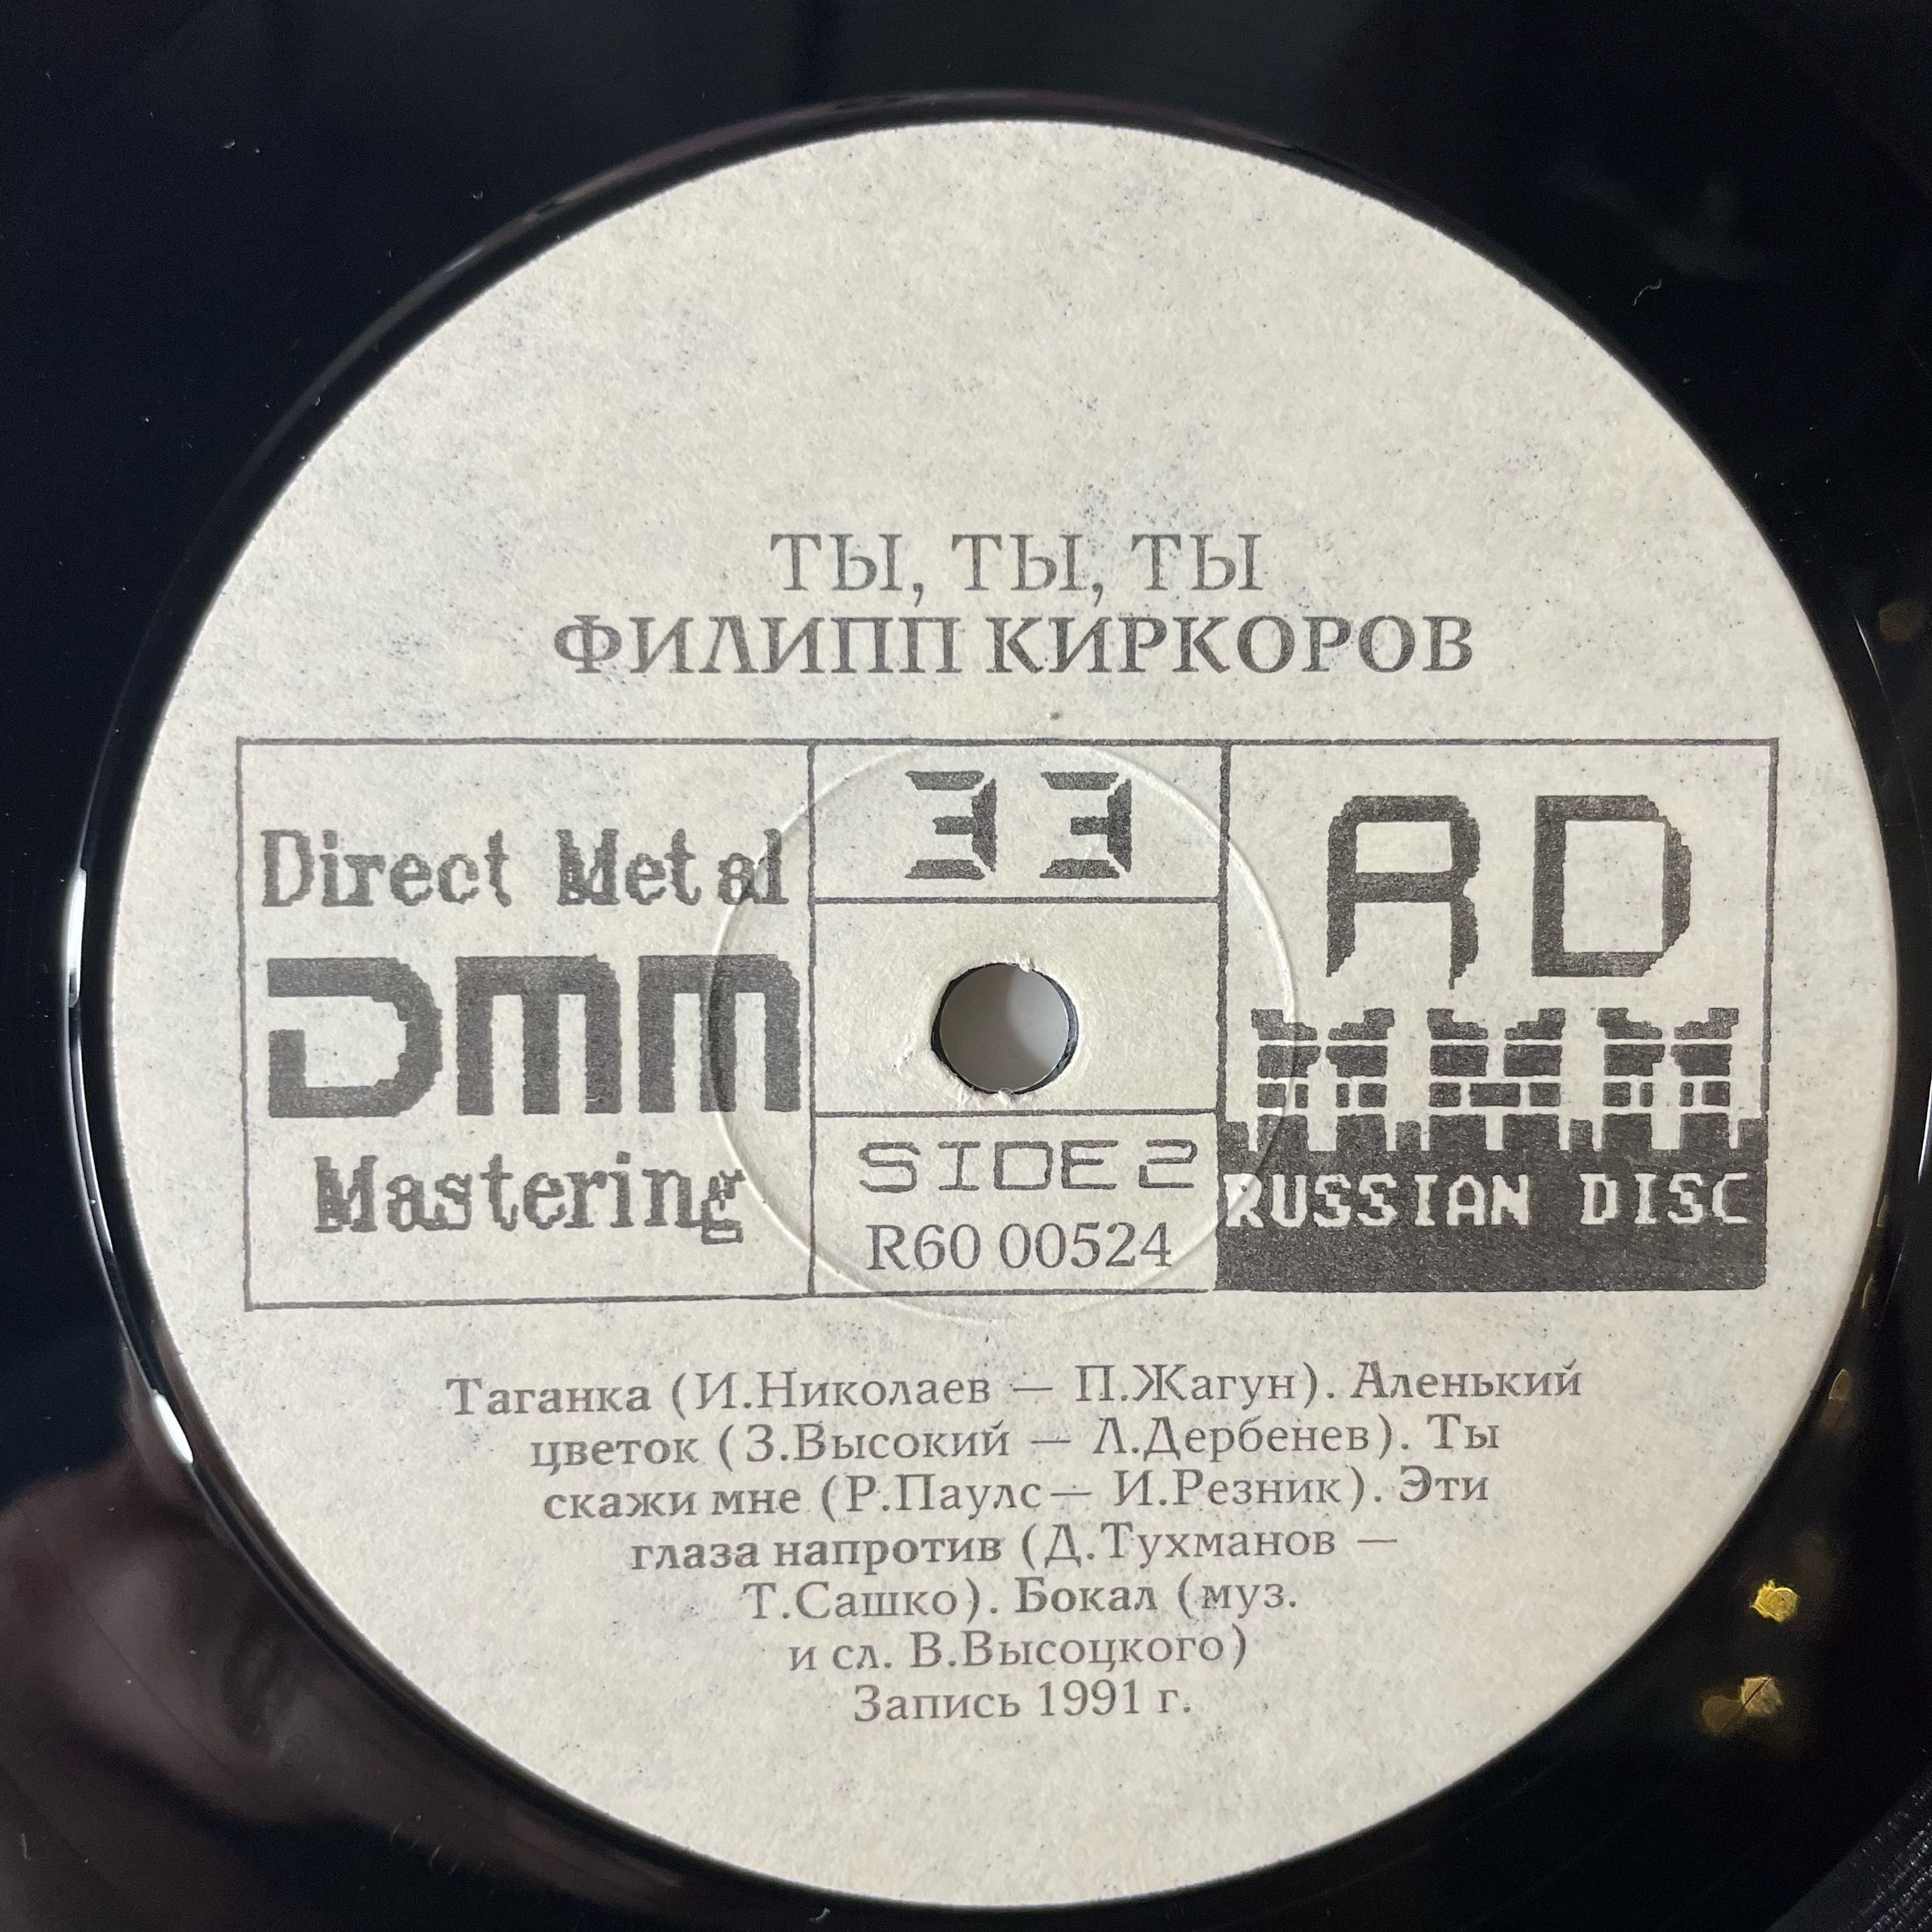 ТЫ, ТЫ, ТЫ
ФИЛИПП КИРКОРОВ
Direct Metal
DMM
Mastering
33
SIDE 2
R60 00524
RD
RUSSIAN DISC
Таганка (И.Николаев — П.Жагун). Аленький
цветок (З.Высокий — Л.Дербенев). Ты
скажи мне (Р.Паулс— И.Резник). Эти
глаза напротив (Д.Тухманов —
Т.Сашко). Бокал (муз.
и сл. В.Высоцкого)
Запись 1991 г.